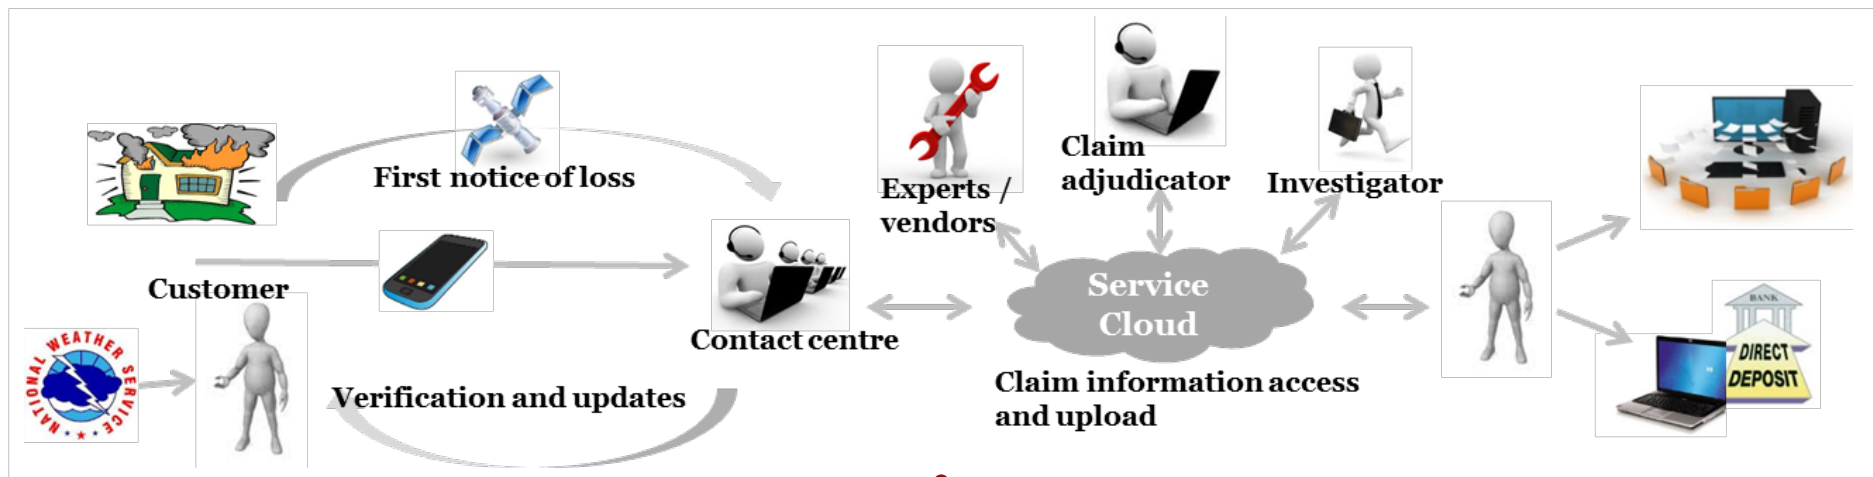 First notice of loss
Experts /
vendors
Claim
adjudicator
Investigator
Customer
NATIONAL WEATHER SERVICE
Contact centre
Service
Cloud
Verification and updates
Claim information access
and upload
BANK
DIRECT
DEPOSIT